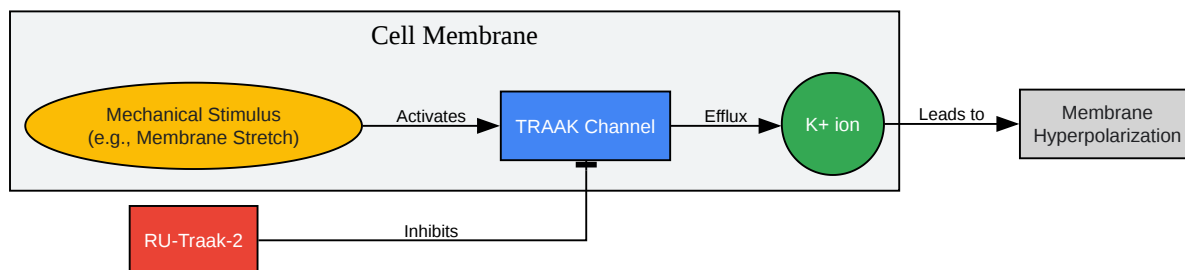 Cell Membrane
Mechanical Stimulus
(e.g., Membrane Stretch)
Activates
TRAAK Channel
Efflux
K+ ion
Leads to
Membrane
Hyperpolarization
RU-Traak-2
Inhibits